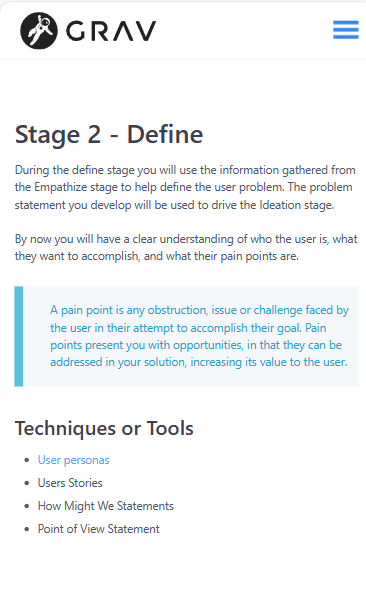 GRAV
Stage 2 - Define
During the define stage you will use the information gathered from
the Empathize stage to help define the user problem. The problem
statement you develop will be used to drive the Ideation stage.
By now you will have a clear understanding of who the user is, what
they want to accomplish, and what their pain points are.
A pain point is any obstruction, issue or challenge faced by
the user in their attempt to accomplish their goal. Pain
points present you with opportunities, in that they can be
addressed in your solution, increasing its value to the user.
Techniques or Tools
• User personas
• Users Stories
• How Might We Statements
• Point of View Statement